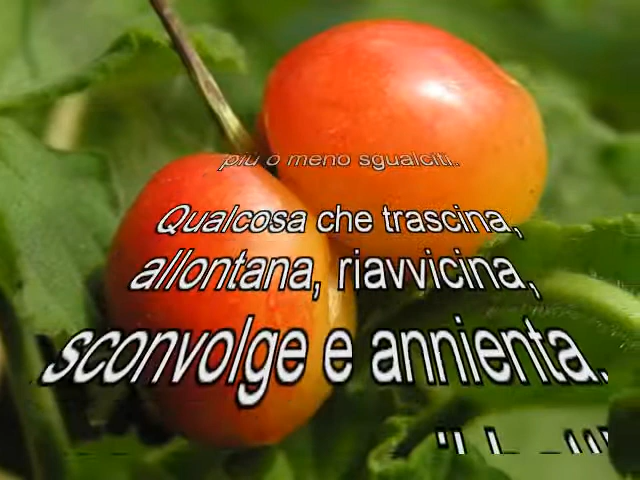 più o meno sgualciti..
Qualcosa che trascina,
allontana, riavvicina,
sconvolge e annienta.